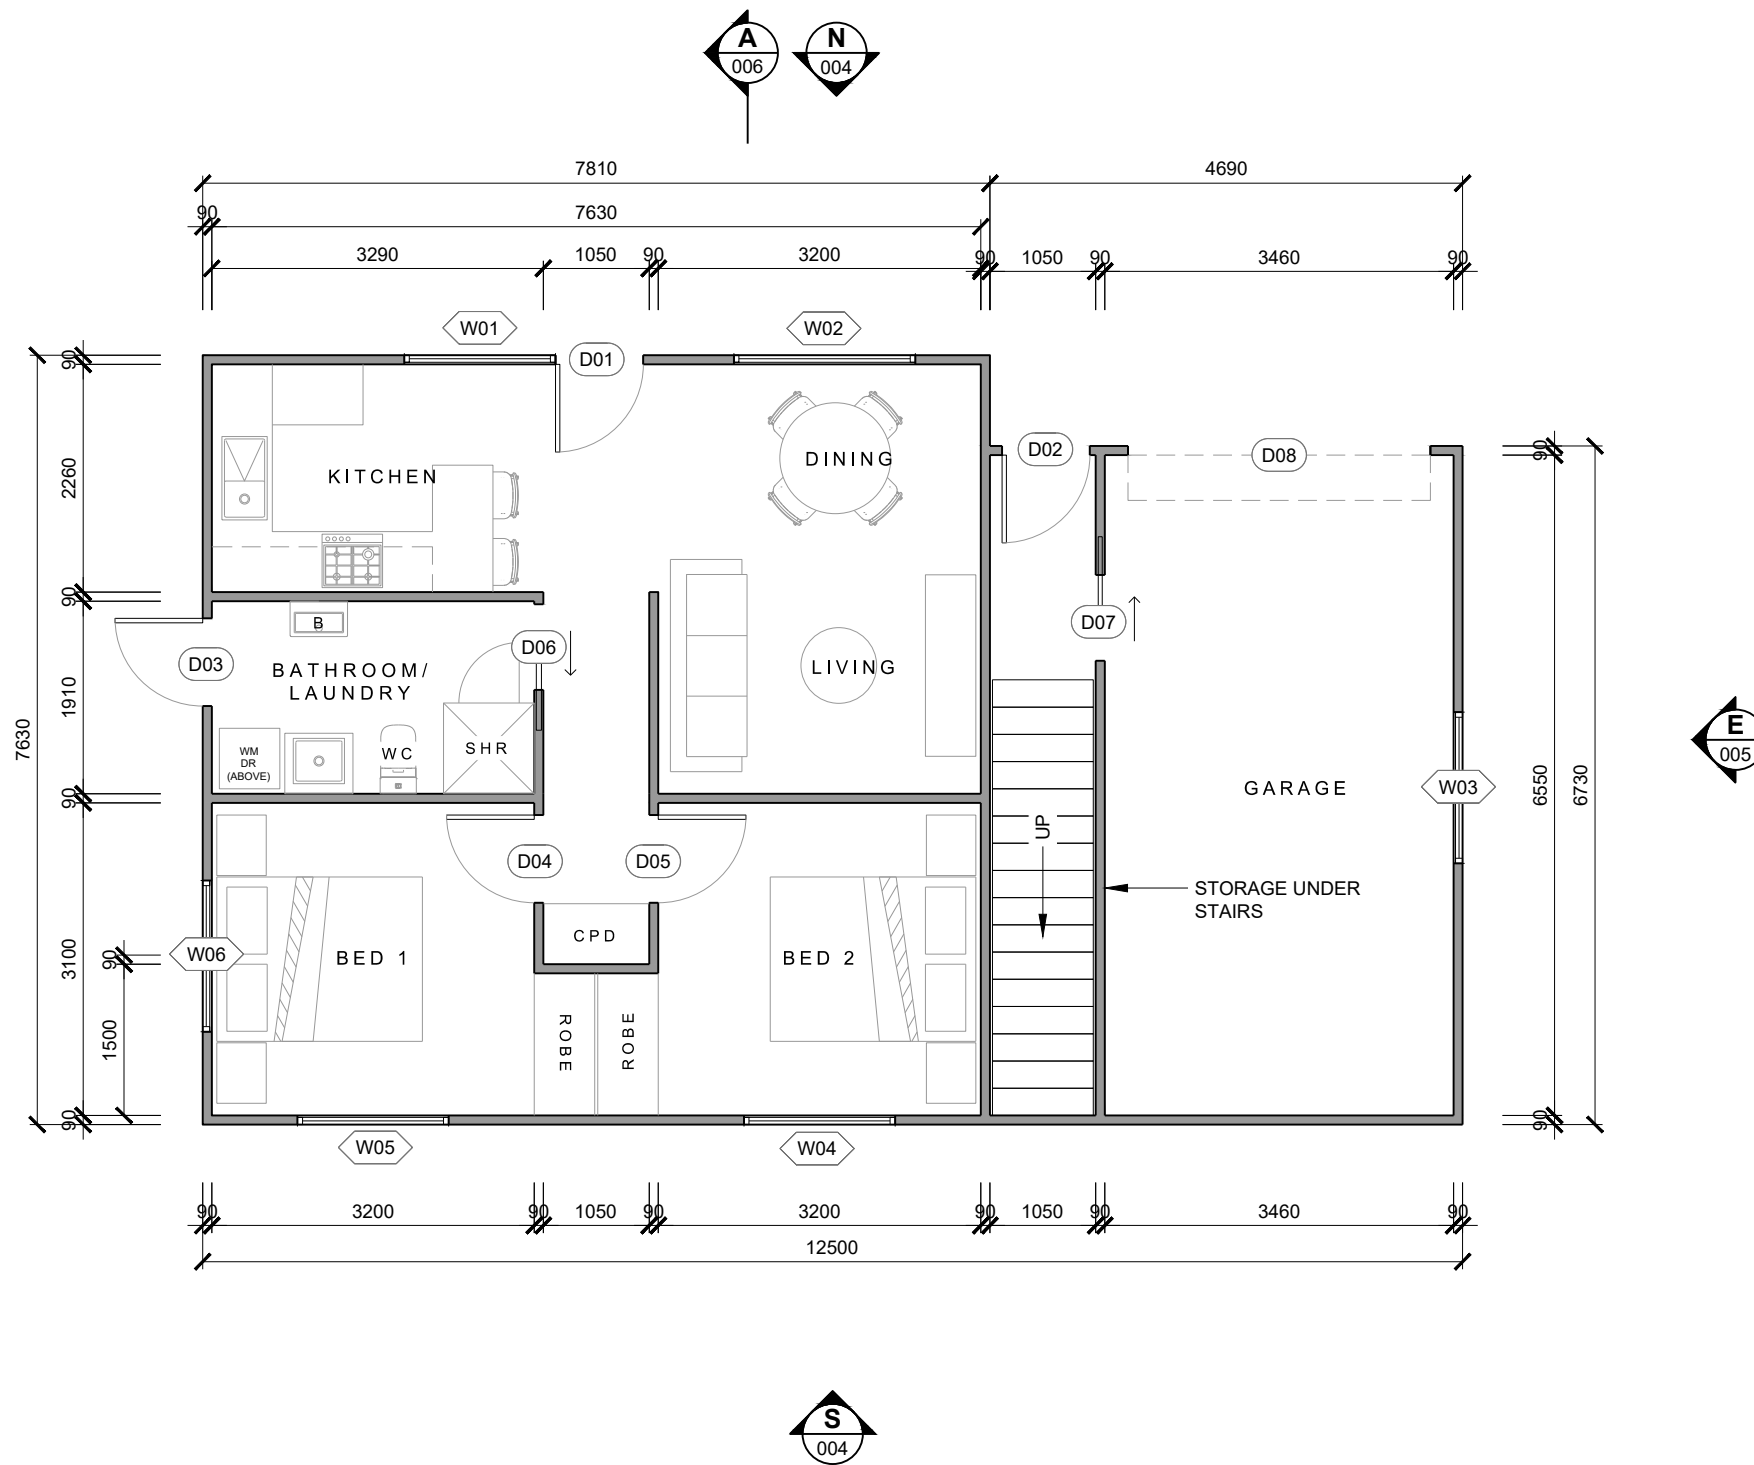 A
006
N
004
7810
4690
90
7630
3290
1050
90
3200
90
1050
90
3460
90
W01
W02
D01
D02
D08
KITCHEN
DINING
90
2260
90
1910
90
3100
90
7630
90
1500
B
D03
BATHROOM/
LAUNDRY
D06
D07
LIVING
WM
DR
(ABOVE)
WC
SHR
GARAGE
W03
E
005
90
6550
90
6730
UP
D04
D05
STORAGE UNDER
STAIRS
CPD
W06
BED 1
BED 2
ROBE
ROBE
W05
W04
90
3200
90
1050
90
3200
90
1050
90
3460
90
12500
S
004